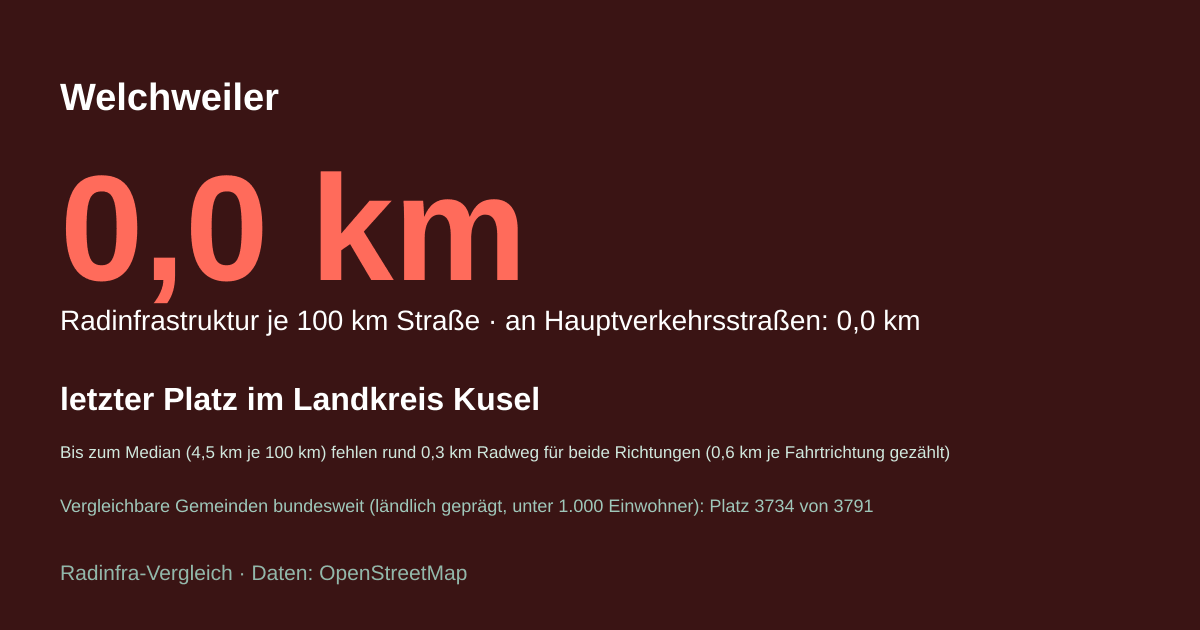 Welchweiler
0,0 km
Radinfrastruktur je 100 km Straße · an Hauptverkehrsstraßen: 0,0 km
letzter Platz im Landkreis Kusel
Bis zum Median (4,5 km je 100 km) fehlen rund 0,3 km Radweg für beide Richtungen (0,6 km je Fahrtrichtung gezählt)
Vergleichbare Gemeinden bundesweit (ländlich geprägt, unter 1.000 Einwohner): Platz 3734 von 3791
Radinfra-Vergleich · Daten: OpenStreetMap